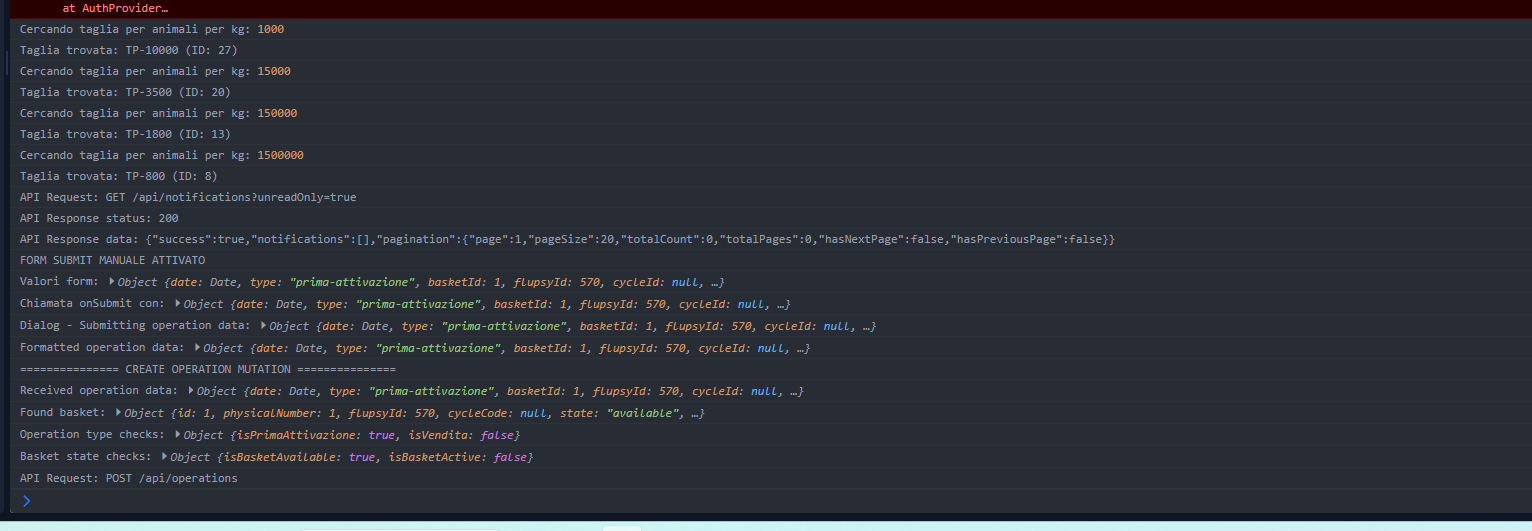 at AuthProvider…
Cercando taglia per animali per kg: 1000
Taglia trovata: TP-10000 (ID: 27)
Cercando taglia per animali per kg: 15000
Taglia trovata: TP-3500 (ID: 20)
Cercando taglia per animali per kg: 150000
Taglia trovata: TP-1800 (ID: 13)
Cercando taglia per animali per kg: 1500000
Taglia trovata: TP-800 (ID: 8)
API Request: GET /api/notifications?unreadOnly=true
API Response status: 200
API Response data: {"success":true,"notifications":[],"pagination":{"page":1,"pageSize":20,"totalCount":0,"totalPages":0,"hasNextPage":false,"hasPreviousPage":false}}
FORM SUBMIT MANUALE ATTIVATO
Valori form: ▶Object {date: Date, type: "prima-attivazione", basketId: 1, flupsyId: 570, cycleId: null, …}
Chiamata onSubmit con: ▶Object {date: Date, type: "prima-attivazione", basketId: 1, flupsyId: 570, cycleId: null, …}
Dialog - Submitting operation data: ▶Object {date: Date, type: "prima-attivazione", basketId: 1, flupsyId: 570, cycleId: null, …}
Formatted operation data: ▶Object {date: Date, type: "prima-attivazione", basketId: 1, flupsyId: 570, cycleId: null, …}
=============== CREATE OPERATION MUTATION ===============
Received operation data: ▶Object {date: Date, type: "prima-attivazione", basketId: 1, flupsyId: 570, cycleId: null, …}
Found basket: ▶Object {id: 1, physicalNumber: 1, flupsyId: 570, cycleCode: null, state: "available", …}
Operation type checks: ▶Object {isPrimaAttivazione: true, isVendita: false}
Basket state checks: ▶Object {isBasketAvailable: true, isBasketActive: false}
API Request: POST /api/operations